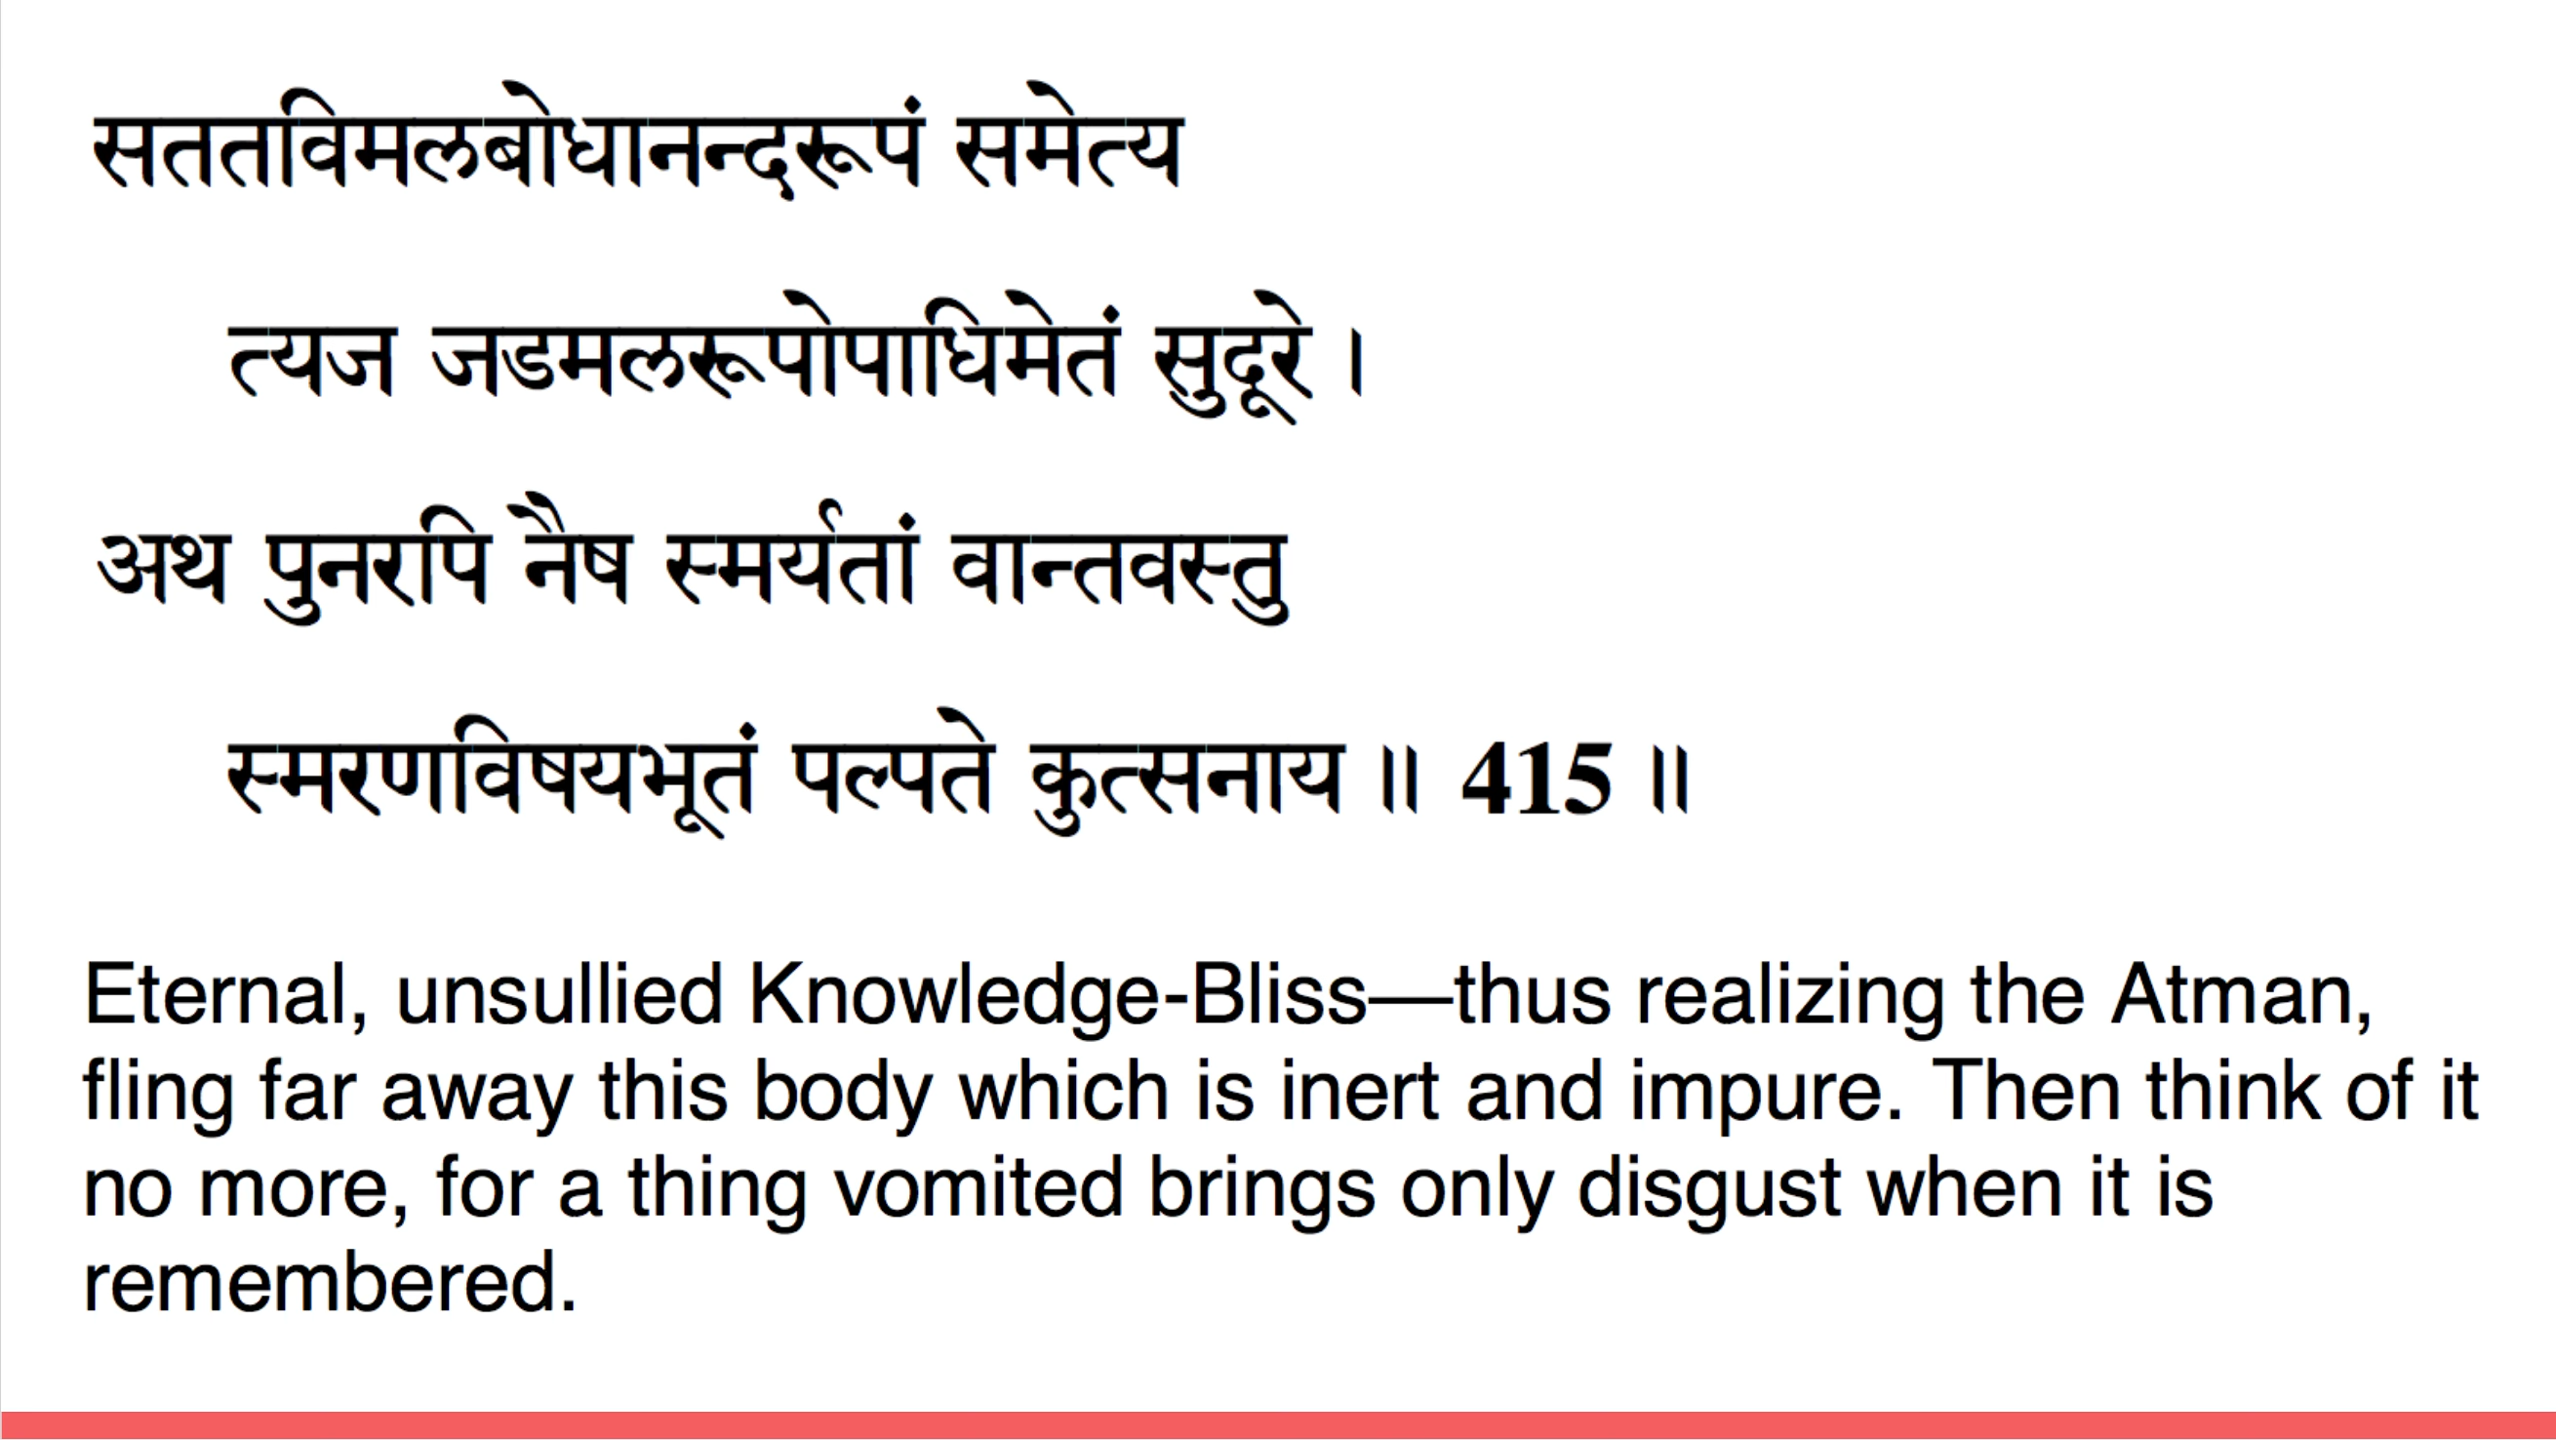 सततविमलबोधानन्दरूपं समेत्य
त्यज जडमलरूपोपाधिमेतं सुदूरे ।
अथ पुनरपि नैष स्मर्यतां वान्तवस्तु
स्मरणविषयभूतं पल्पते कुत्सनाय ॥ 415 ॥
Eternal, unsullied Knowledge-Bliss—thus realizing the Atman,
fling far away this body which is inert and impure. Then think of it
no more, for a thing vomited brings only disgust when it is
remembered.